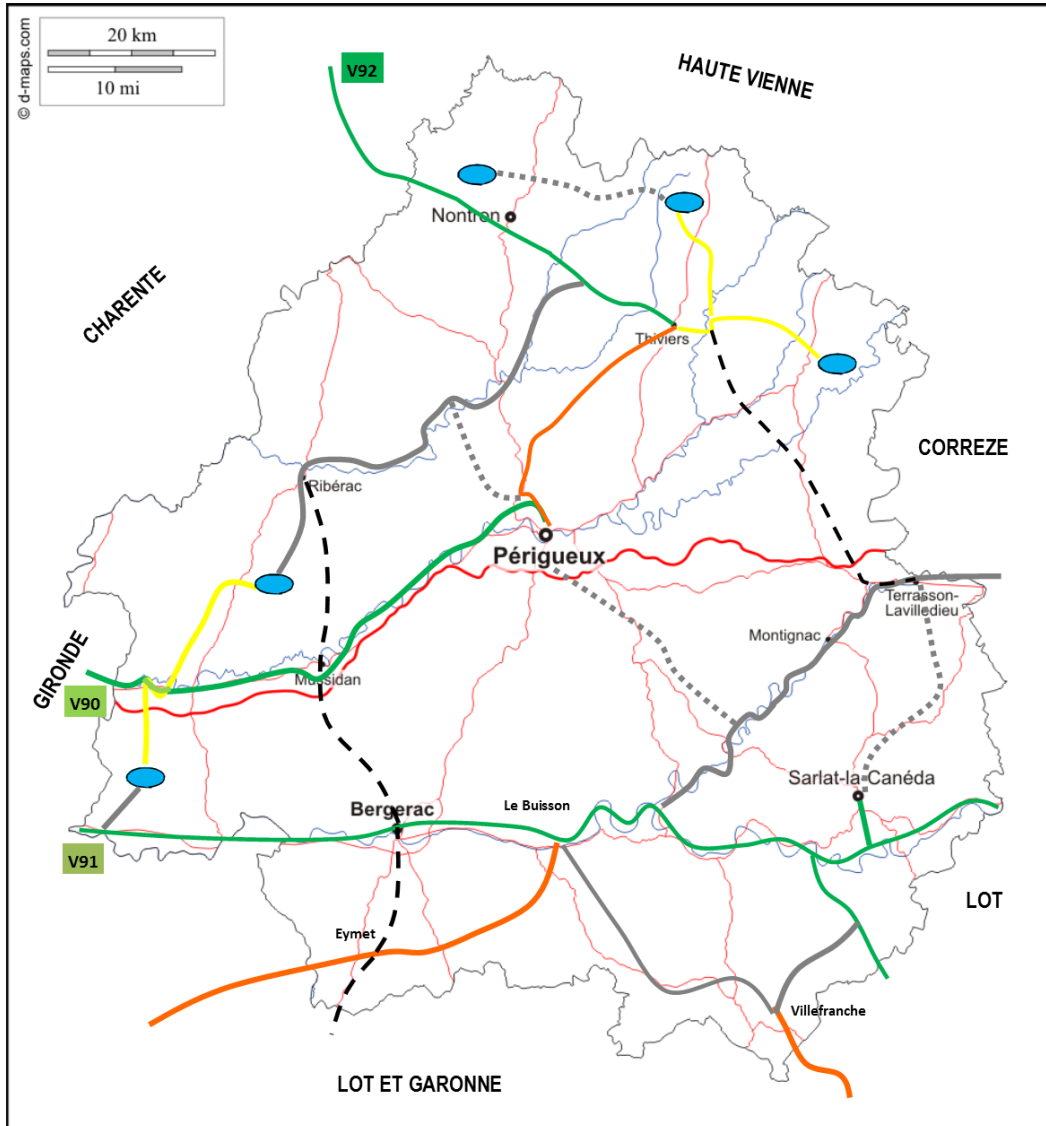 © d-maps.com
20 km
10 mi
V92
HAUTE VIENNE
Nontron
CHARENTE
Thiviers
CORREZE
Ribérac
Périgueux
Terrasson-
Lavilledieu
Montignac
GIRONDE
Mussidan
V90
Sarlat-la Canéda
Bergerac
Le Buisson
V91
LOT
Eymet
Villefranche
LOT ET GARONNE